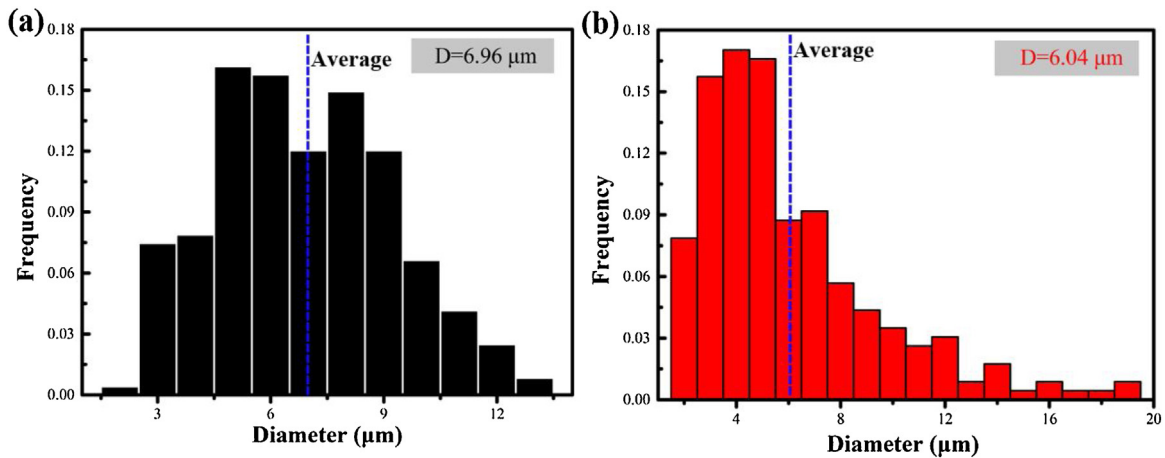 (a)
0.18
0.15
0.12
0.09
0.06
0.03
0.00
Frequency
Average
D=6.96 μm
3 6 9 12
Diameter (μm)
(b)
0.18
0.15
0.12
0.09
0.06
0.03
0.00
Frequency
Average
D=6.04 μm
4 8 12 16 20
Diameter (μm)